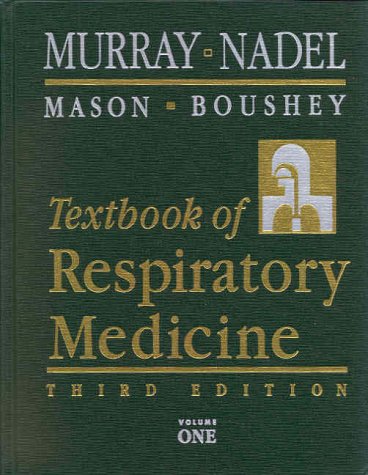 MURRAY ▪ NADEL
MASON ▪ BOUSHEY
Textbook of
Respiratory
Medicine
THIRD EDITION
VOLUME
ONE